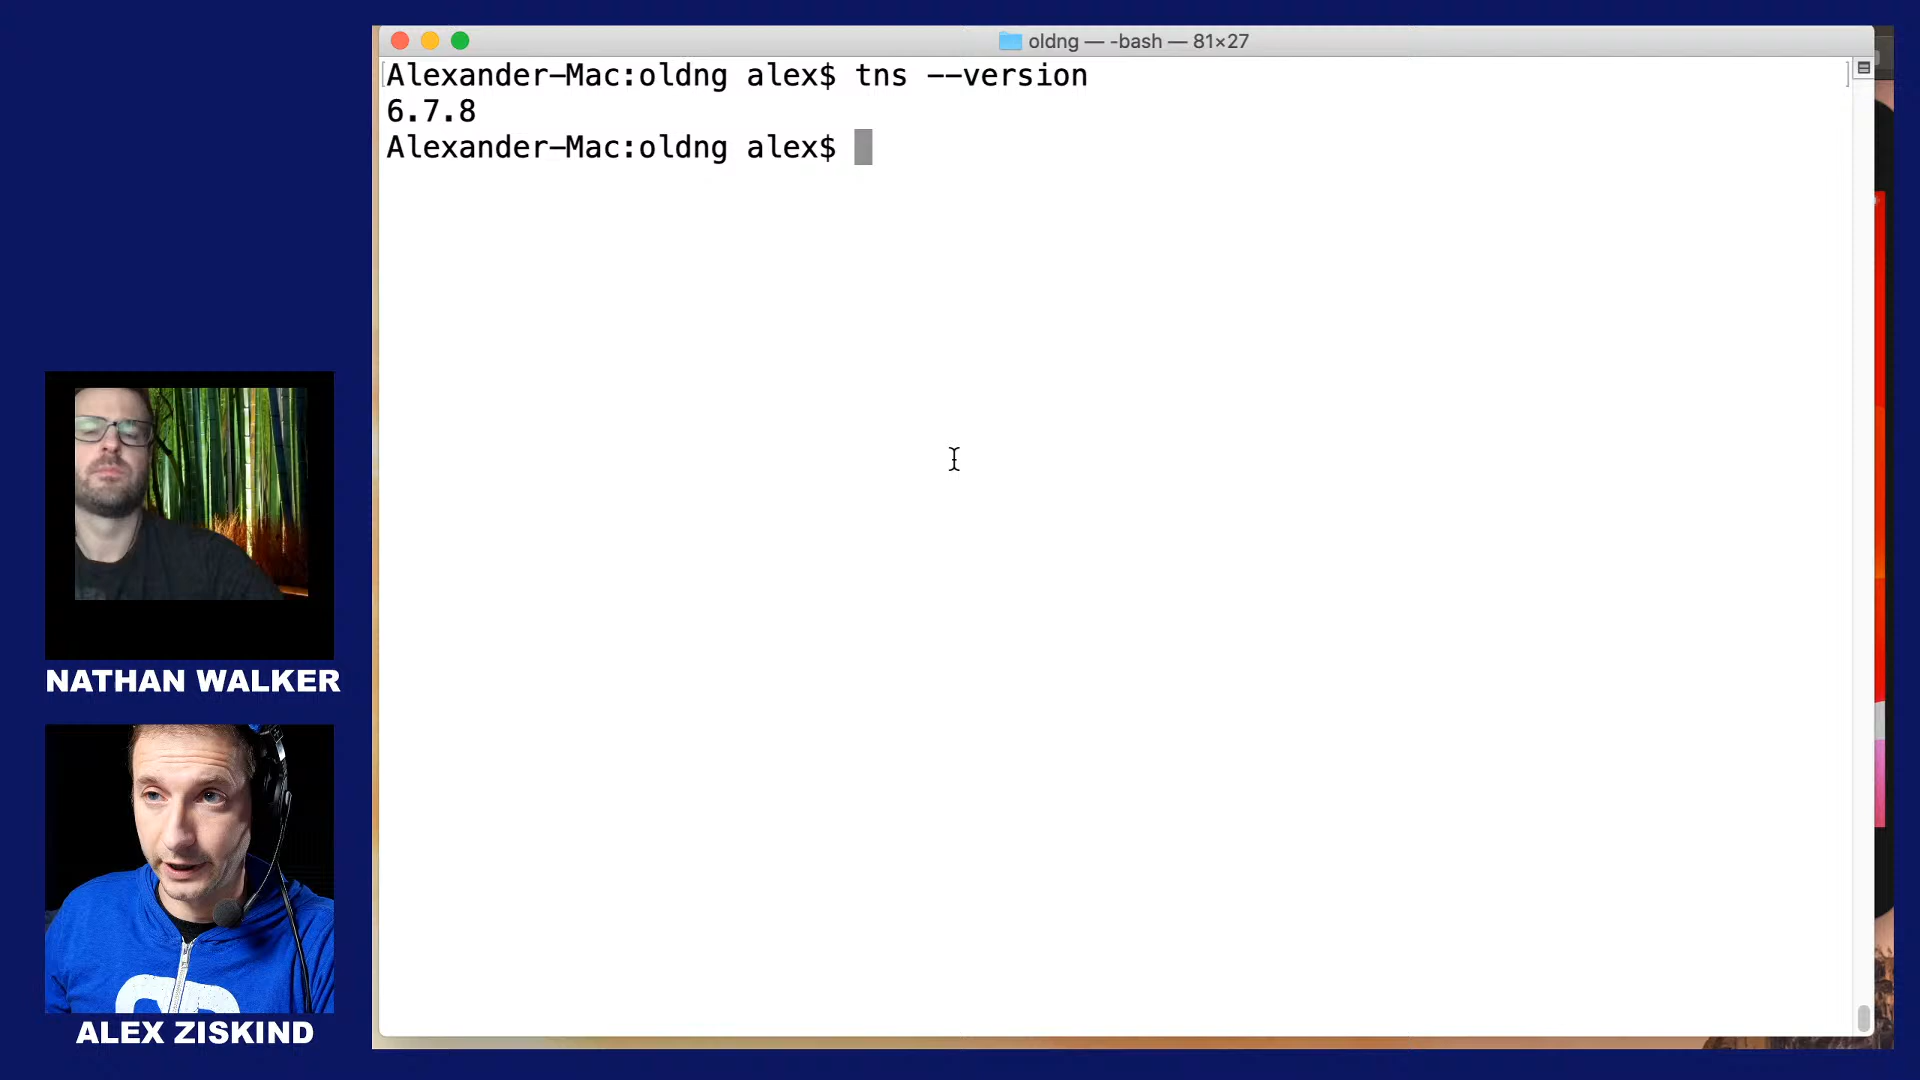 oldng — -bash — 81×27
Alexander-Mac:oldng alex$ tns --version
6.7.8
Alexander-Mac:oldng alex$
NATHAN WALKER
ALEX ZISKIND